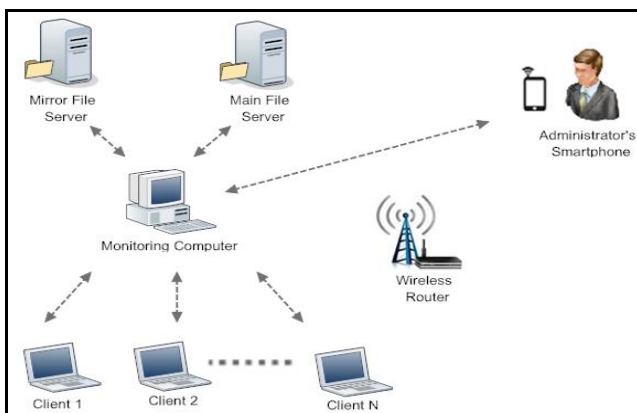 Mirror File
Server
Main File
Server
Administrator's
Smartphone
Monitoring Computer
Wireless
Router
Client 1
Client 2
Client N